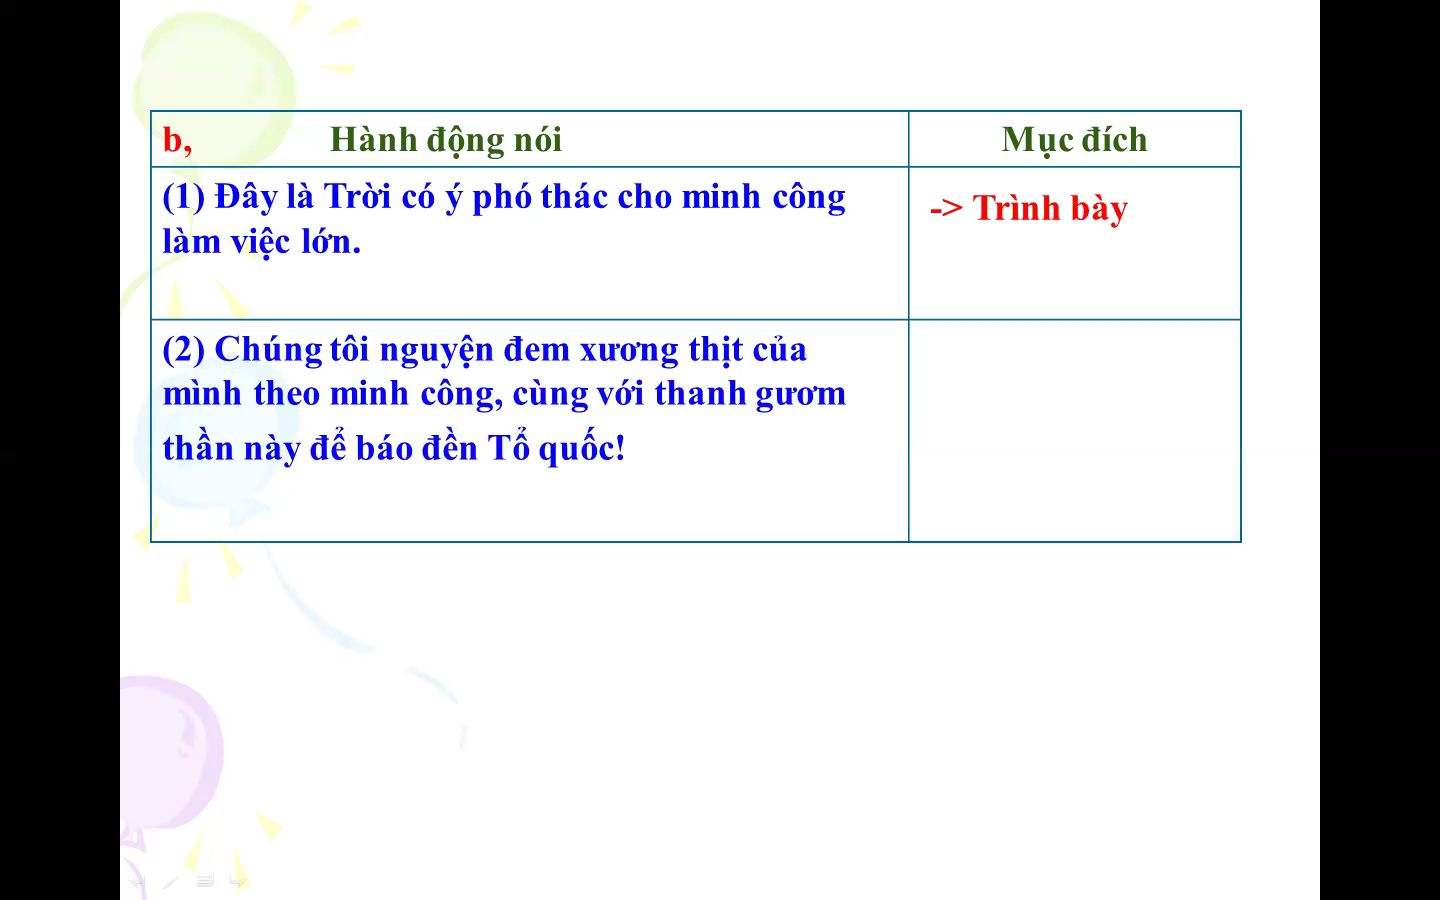 b, Hành động nói Mục đích
(1) Đây là Trời có ý phó thác cho minh công
làm việc lớn.
-> Trình bày
(2) Chúng tôi nguyện đem xương thịt của
mình theo minh công, cùng với thanh gươm
thần này để báo đền Tổ quốc!